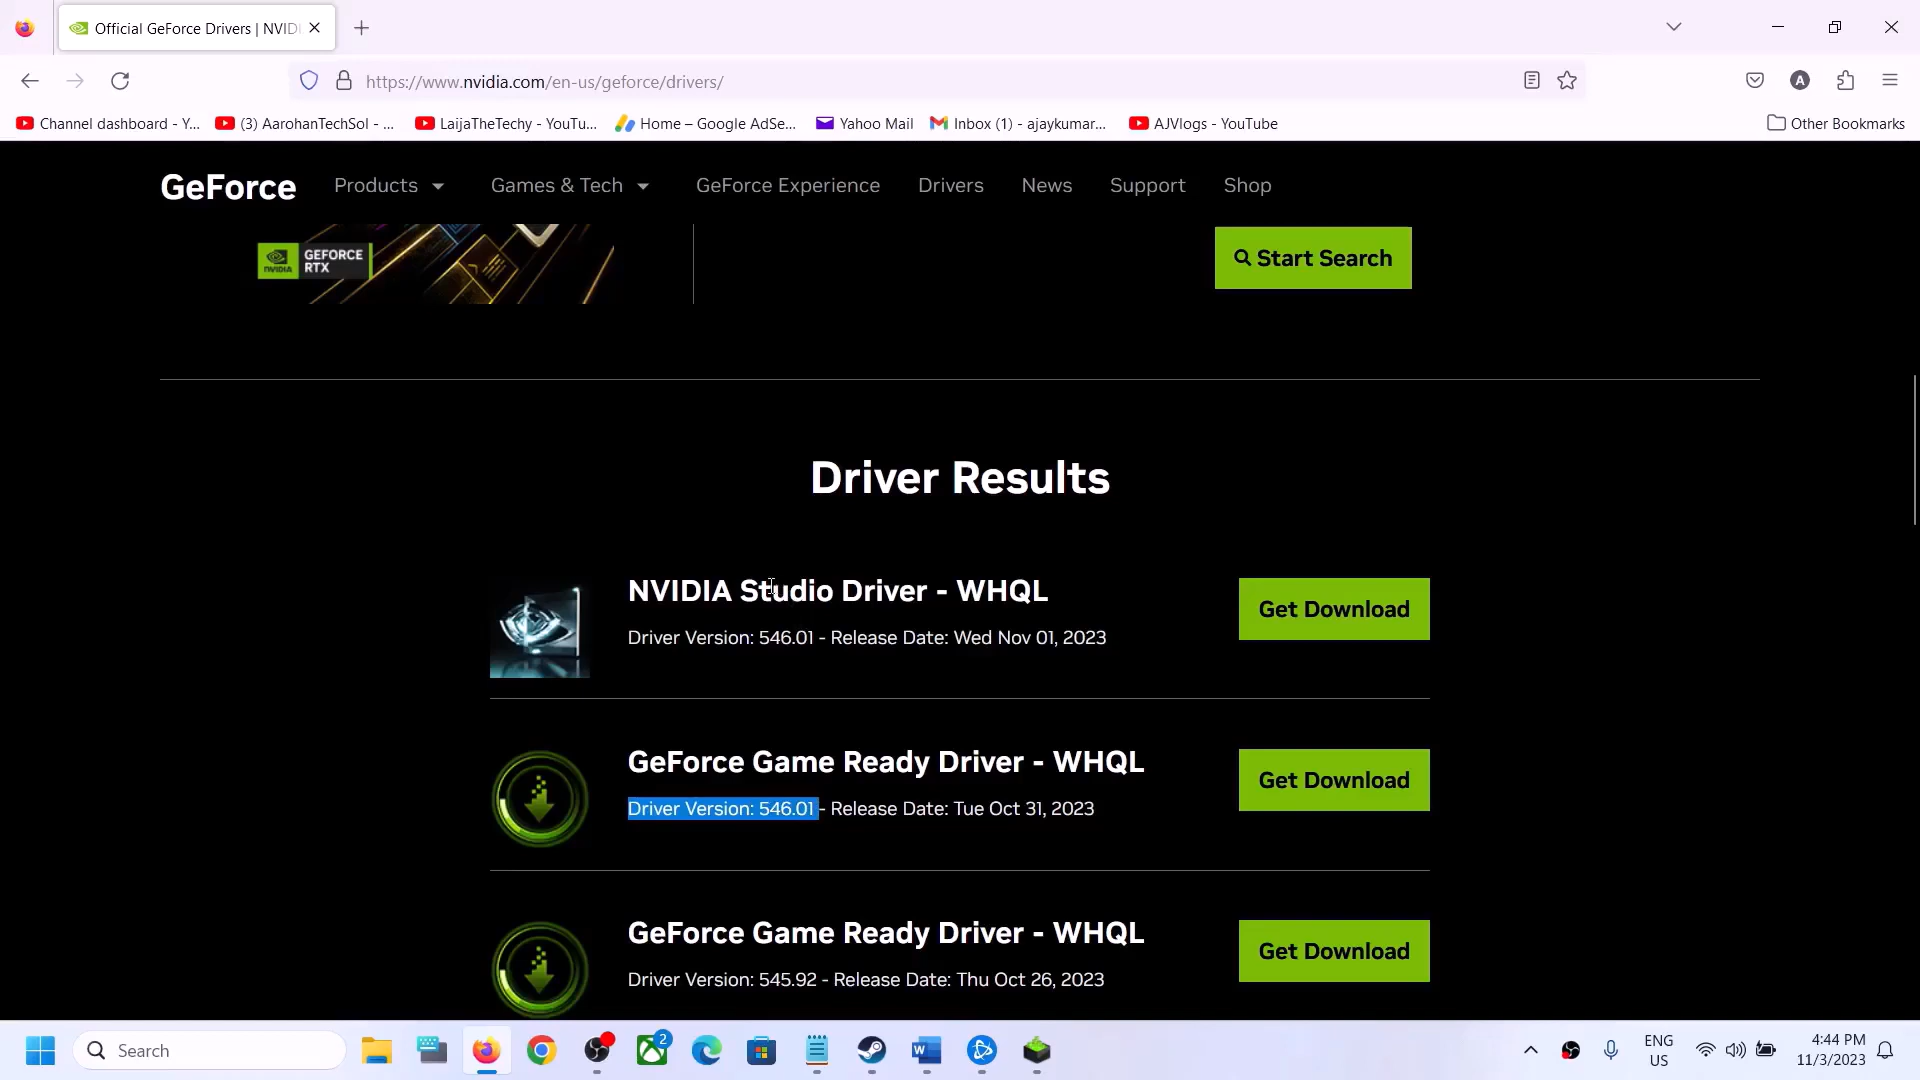 Official GeForce Drivers | NVIDI
https://www.nvidia.com/en-us/geforce/drivers/
A
Channel dashboard - Y...
(3) AarohanTechSol - ...
LaijaTheTechy - YouTu...
Home – Google AdSe...
Yahoo Mail
Inbox (1) - ajaykumar...
AJVlogs - YouTube
Other Bookmarks
GeForce
Products
Games & Tech
GeForce Experience
Drivers
News
Support
Shop
NVIDIA
GEFORCE
RTX
Start Search
Driver Results
NVIDIA Studio Driver - WHQL
Driver Version: 546.01 - Release Date: Wed Nov 01, 2023
Get Download
GeForce Game Ready Driver - WHQL
Driver Version: 546.01 - Release Date: Tue Oct 31, 2023
Get Download
GeForce Game Ready Driver - WHQL
Driver Version: 545.92 - Release Date: Thu Oct 26, 2023
Get Download
Search
2
W
ENG
US
4:44 PM
11/3/2023